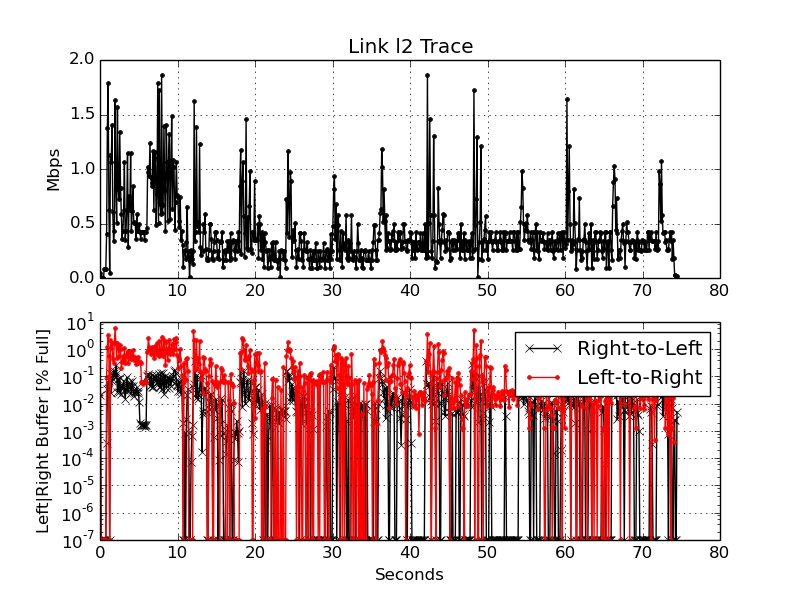 Link l2 Trace
Mbps
2.0
1.5
1.0
0.5
0.0
0 10 20 30 40 50 60 70 80
Left|Right Buffer [% Full]
10^1
10^0
10^-1
10^-2
10^-3
10^-4
10^-5
10^-6
10^-7
Right-to-Left
Left-to-Right
0 10 20 30 40 50 60 70 80
Seconds